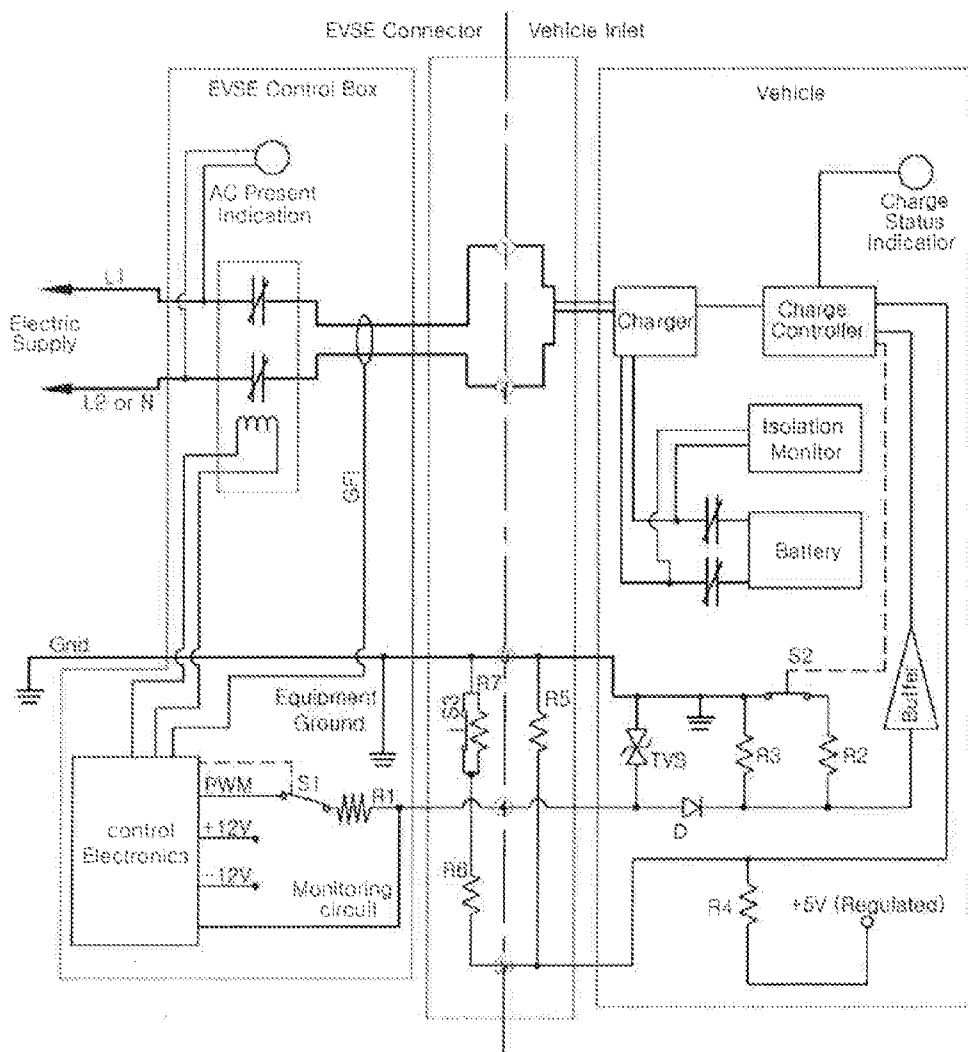 EVSE Connector
Vehicle Inlet
EVSE Control Box
Vehicle
AC Present
Indication
Charge
Status
Indication
L1
Electric
Supply
L2 or N
Charger
Charge
Controller
Isolation
Monitor
Battery
GFI
Gnd
Equipment
Ground
S3
R7
R5
S2
TVS
R3
R2
Buffer
PWM
S1
R1
control
Electronics
+12V
-12V
Monitoring
circuit
D
R6
R4
+5V (Regulated)